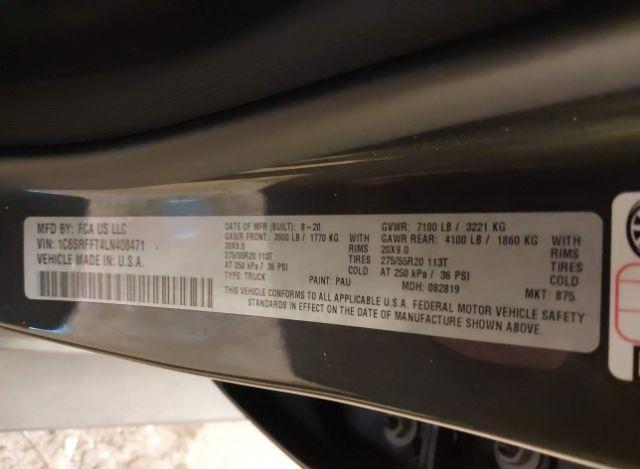 MFD BY: FCA US LLC
VIN: 1C6SRFFT4LN408471
VEHICLE MADE IN: U.S.A.
DATE OF MFR (BUILT): 8-20 GVWR: 7100 LB / 3221 KG
GAWR FRONT: 3900 LB / 1770 KG WITH GAWR REAR: 4100 LB / 1860 KG WITH
20X9.0 RIMS 20X9.0 RIMS
275/55R20 113T TIRES 275/55R20 113T TIRES
AT 250 kPa / 36 PSI COLD AT 250 kPa / 36 PSI COLD
TYPE: TRUCK PAINT: PAU MDH: 082819 MKT: 875
THIS VEHICLE CONFORMS TO ALL APPLICABLE U.S.A. FEDERAL MOTOR VEHICLE SAFETY
STANDARDS IN EFFECT ON THE DATE OF MANUFACTURE SHOWN ABOVE.